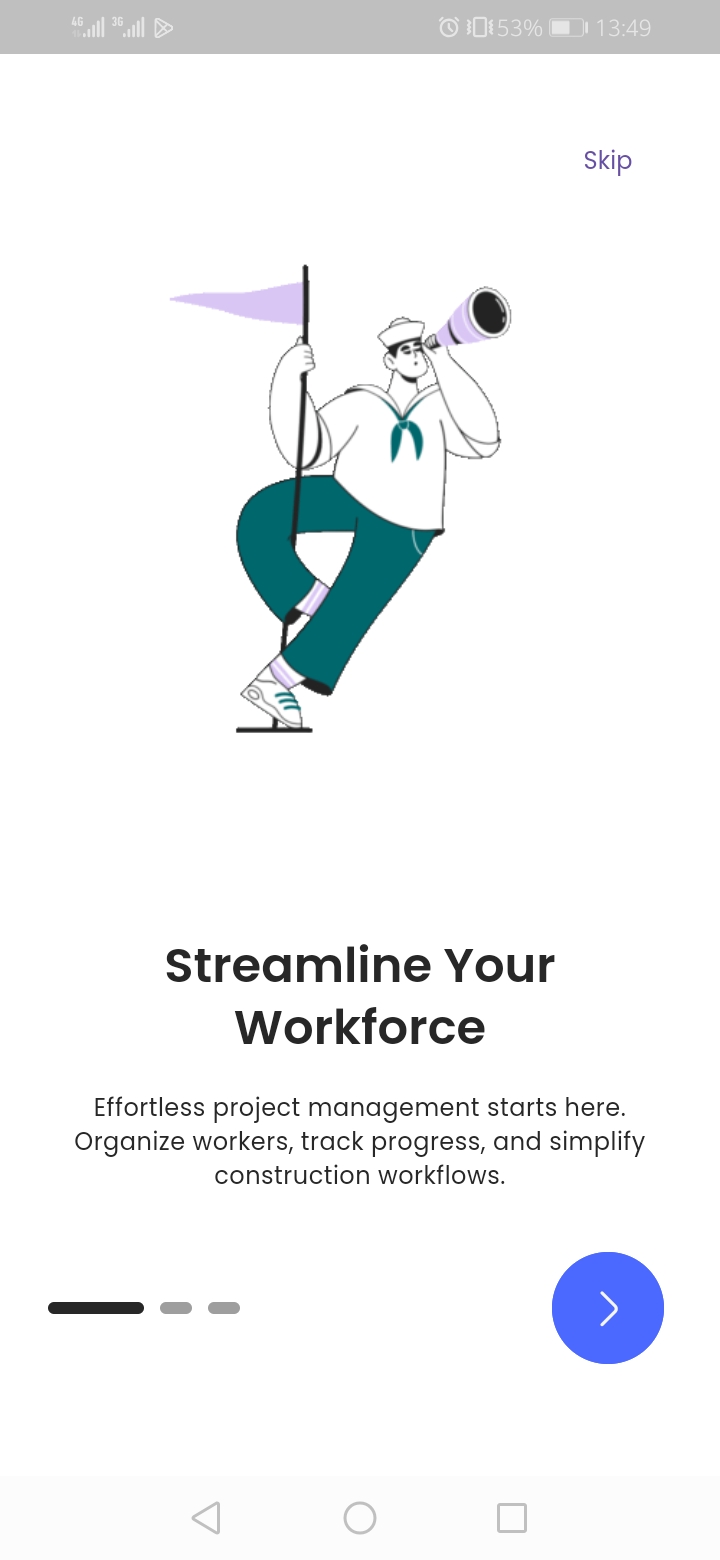 4G 3G 53% 13:49
Skip
Streamline Your
Workforce
Effortless project management starts here.
Organize workers, track progress, and simplify
construction workflows.